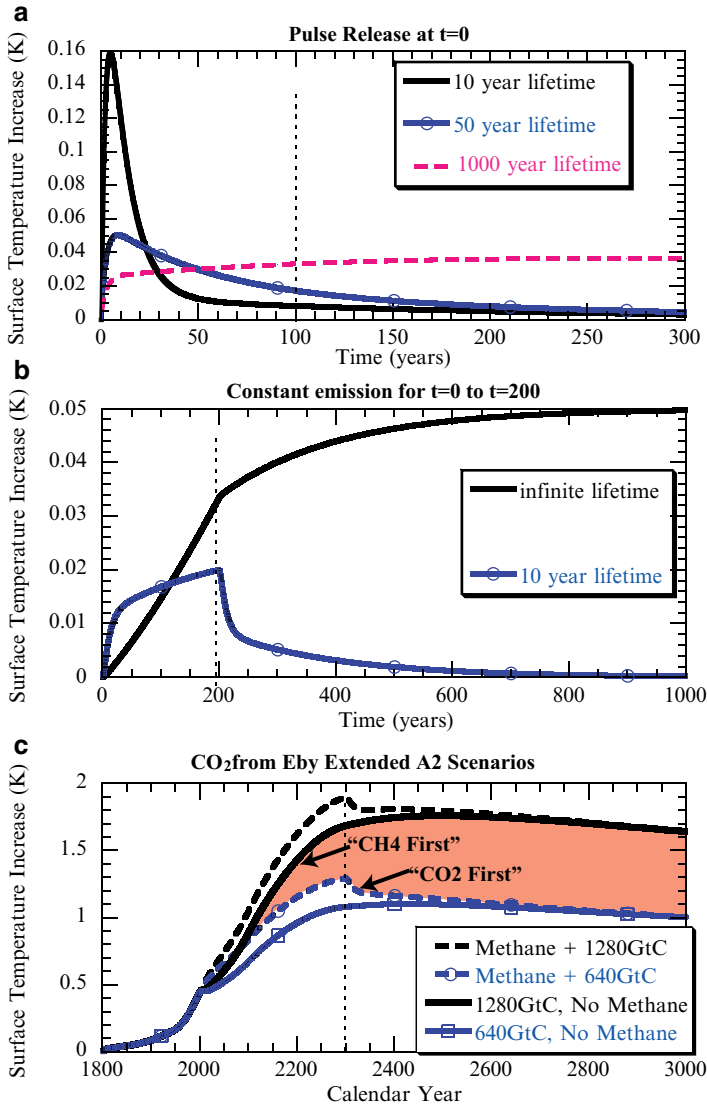 a
Pulse Release at t=0
Surface Temperature Increase (K)
0.16
0.14
0.12
0.1
0.08
0.06
0.04
0.02
0
10 year lifetime
50 year lifetime
1000 year lifetime
0 50 100 150 200 250 300
Time (years)
b
Constant emission for t=0 to t=200
Surface Temperature Increase (K)
0.05
0.04
0.03
0.02
0.01
0
infinite lifetime
10 year lifetime
0 200 400 600 800 1000
Time (years)
c
CO2from Eby Extended A2 Scenarios
Surface Temperature Increase (K)
2
1.5
1
0.5
0
“CH4 First”
“CO2 First”
Methane + 1280GtC
Methane + 640GtC
1280GtC, No Methane
640GtC, No Methane
1800 2000 2200 2400 2600 2800 3000
Calendar Year